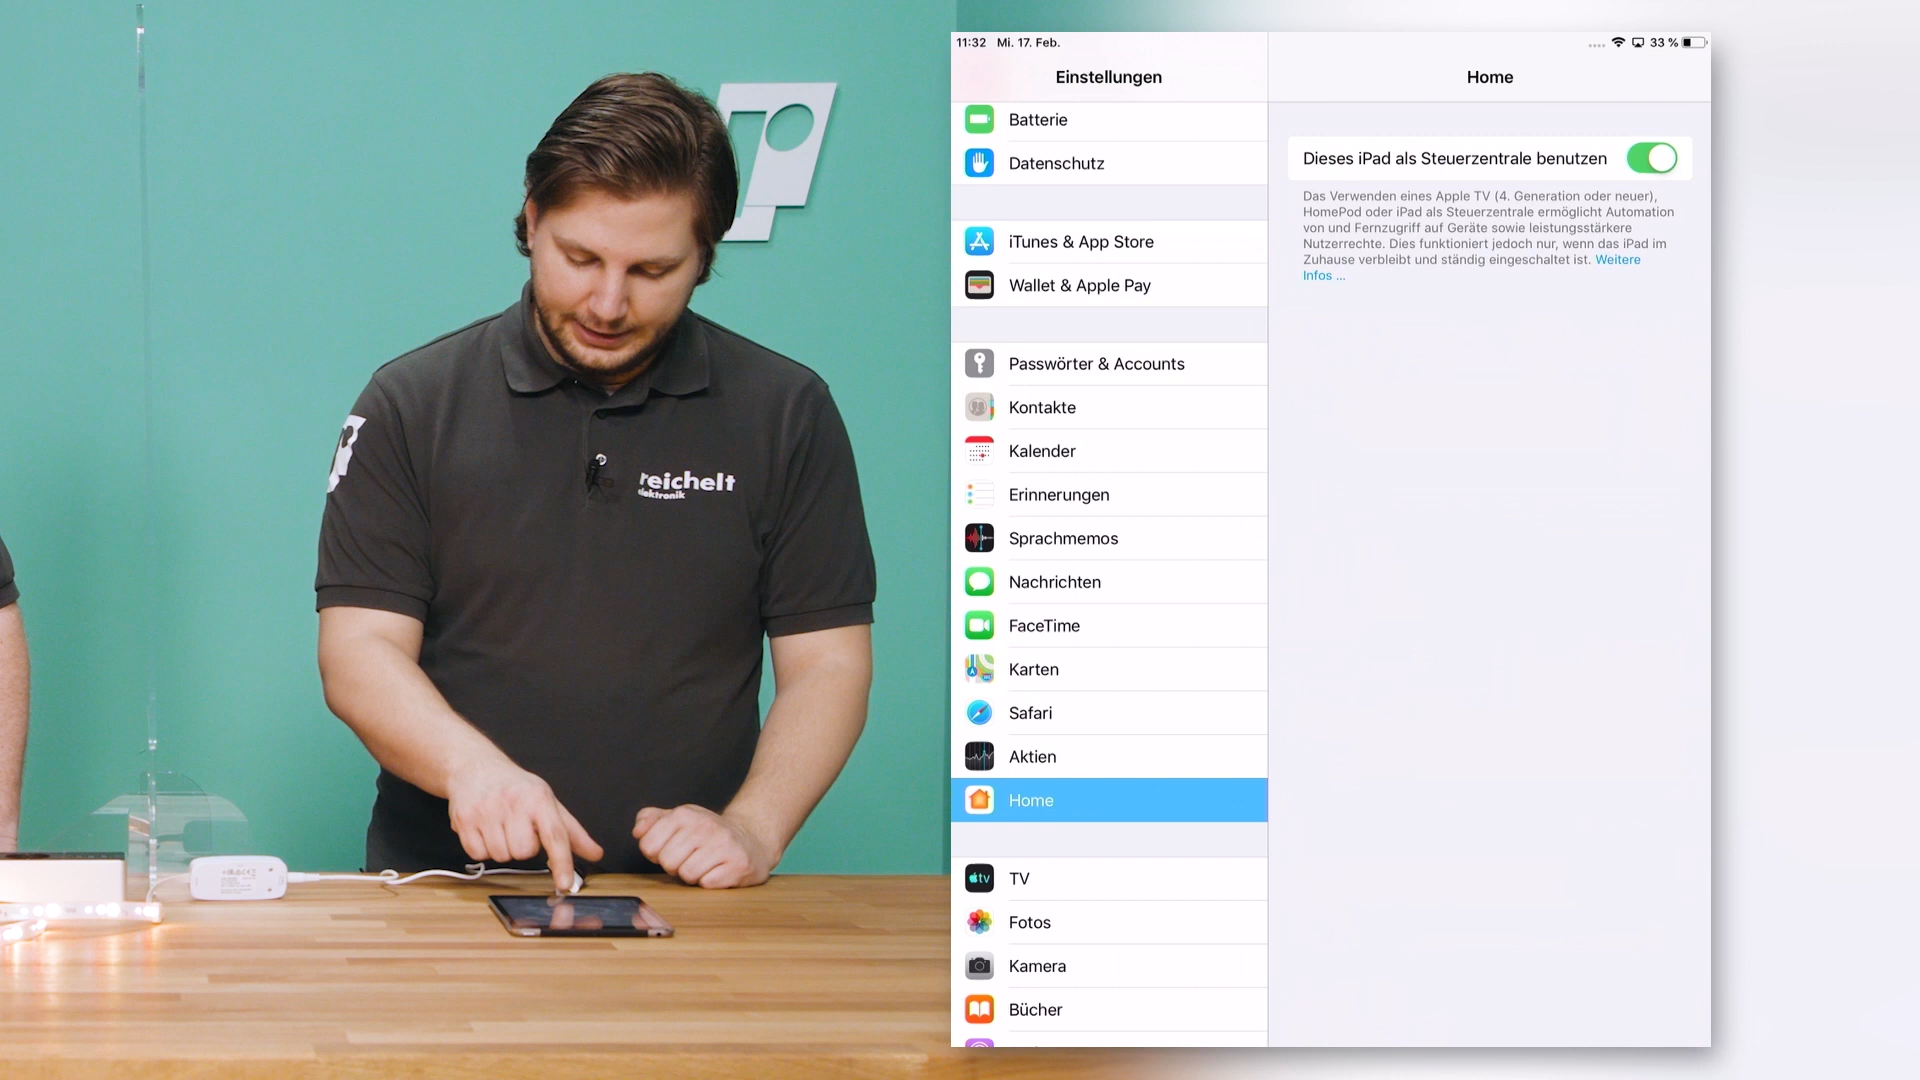 11:32 Mi. 17. Feb.
33 %
Einstellungen
Home
Batterie
Datenschutz
iTunes & App Store
Wallet & Apple Pay
Passwörter & Accounts
Kontakte
Kalender
Erinnerungen
Sprachmemos
Nachrichten
FaceTime
Karten
Safari
Aktien
Home
tv
TV
Fotos
Kamera
Bücher
Dieses iPad als Steuerzentrale benutzen
Das Verwenden eines Apple TV (4. Generation oder neuer),
HomePod oder iPad als Steuerzentrale ermöglicht Automation
von und Fernzugriff auf Geräte sowie leistungsstärkere
Nutzerrechte. Dies funktioniert jedoch nur, wenn das iPad im
Zuhause verbleibt und ständig eingeschaltet ist. Weitere
Infos ...
reichelt
elektronik